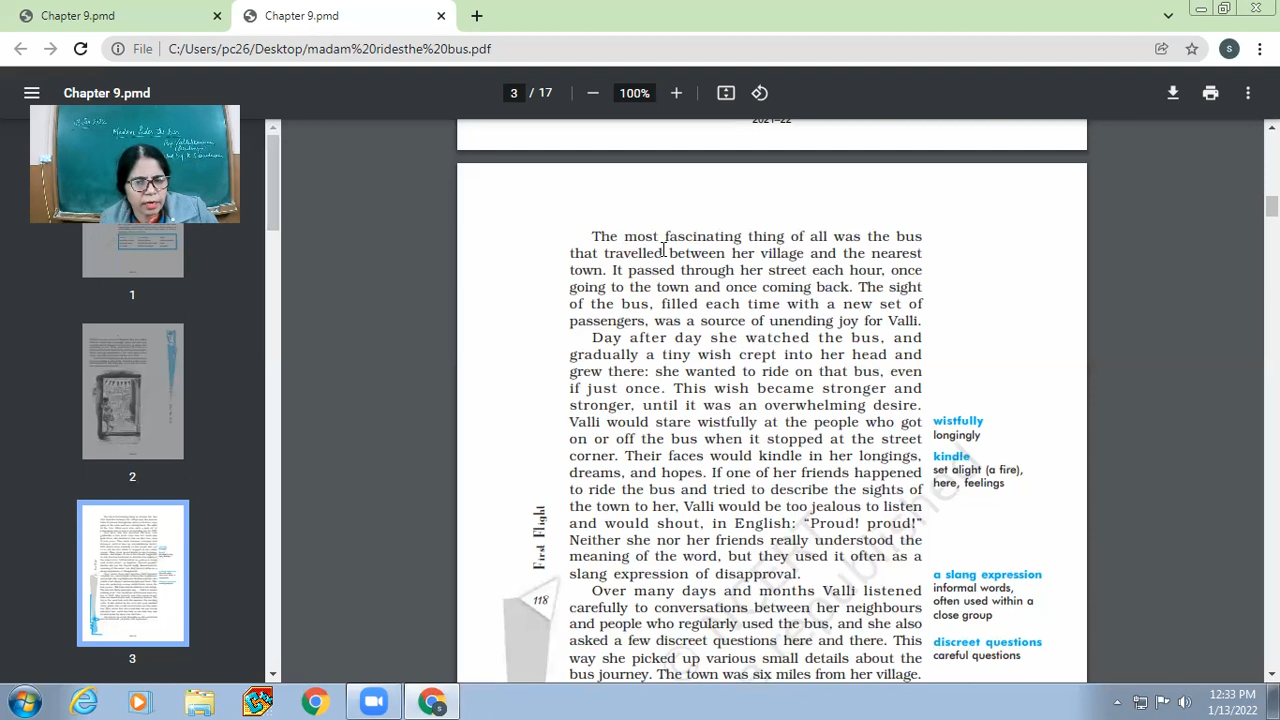 Chapter 9.pmd
Chapter 9.pmd
File
C:/Users/pc26/Desktop/madam%20ridesthe%20bus.pdf
S
Chapter 9.pmd
3 / 17
100%
Madam Rides the bus
1
2
3
2021–22
The most fascinating thing of all was the bus
that travelled between her village and the nearest
town. It passed through her street each hour, once
going to the town and once coming back. The sight
of the bus, filled each time with a new set of
passengers, was a source of unending joy for Valli.
Day after day she watched the bus, and
gradually a tiny wish crept into her head and
grew there: she wanted to ride on that bus, even
if just once. This wish became stronger and
stronger, until it was an overwhelming desire.
Valli would stare wistfully at the people who got
on or off the bus when it stopped at the street
corner. Their faces would kindle in her longings,
dreams, and hopes. If one of her friends happened
to ride the bus and tried to describe the sights of
the town to her, Valli would be too jealous to listen
and would shout, in English: “Proud! proud!”
Neither she nor her friends really understood the
meaning of the word, but they used it often as a
slang expression of disapproval.
Over many days and months Valli listened
carefully to conversations between her neighbours
and people who regularly used the bus, and she also
asked a few discreet questions here and there. This
way she picked up various small details about the
bus journey. The town was six miles from her village.
wistfully
longingly
kindle
set alight (a fire),
here, feelings
a slang expression
informal words,
often used within a
close group
discreet questions
careful questions
First Flight
12:33 PM
1/13/2022